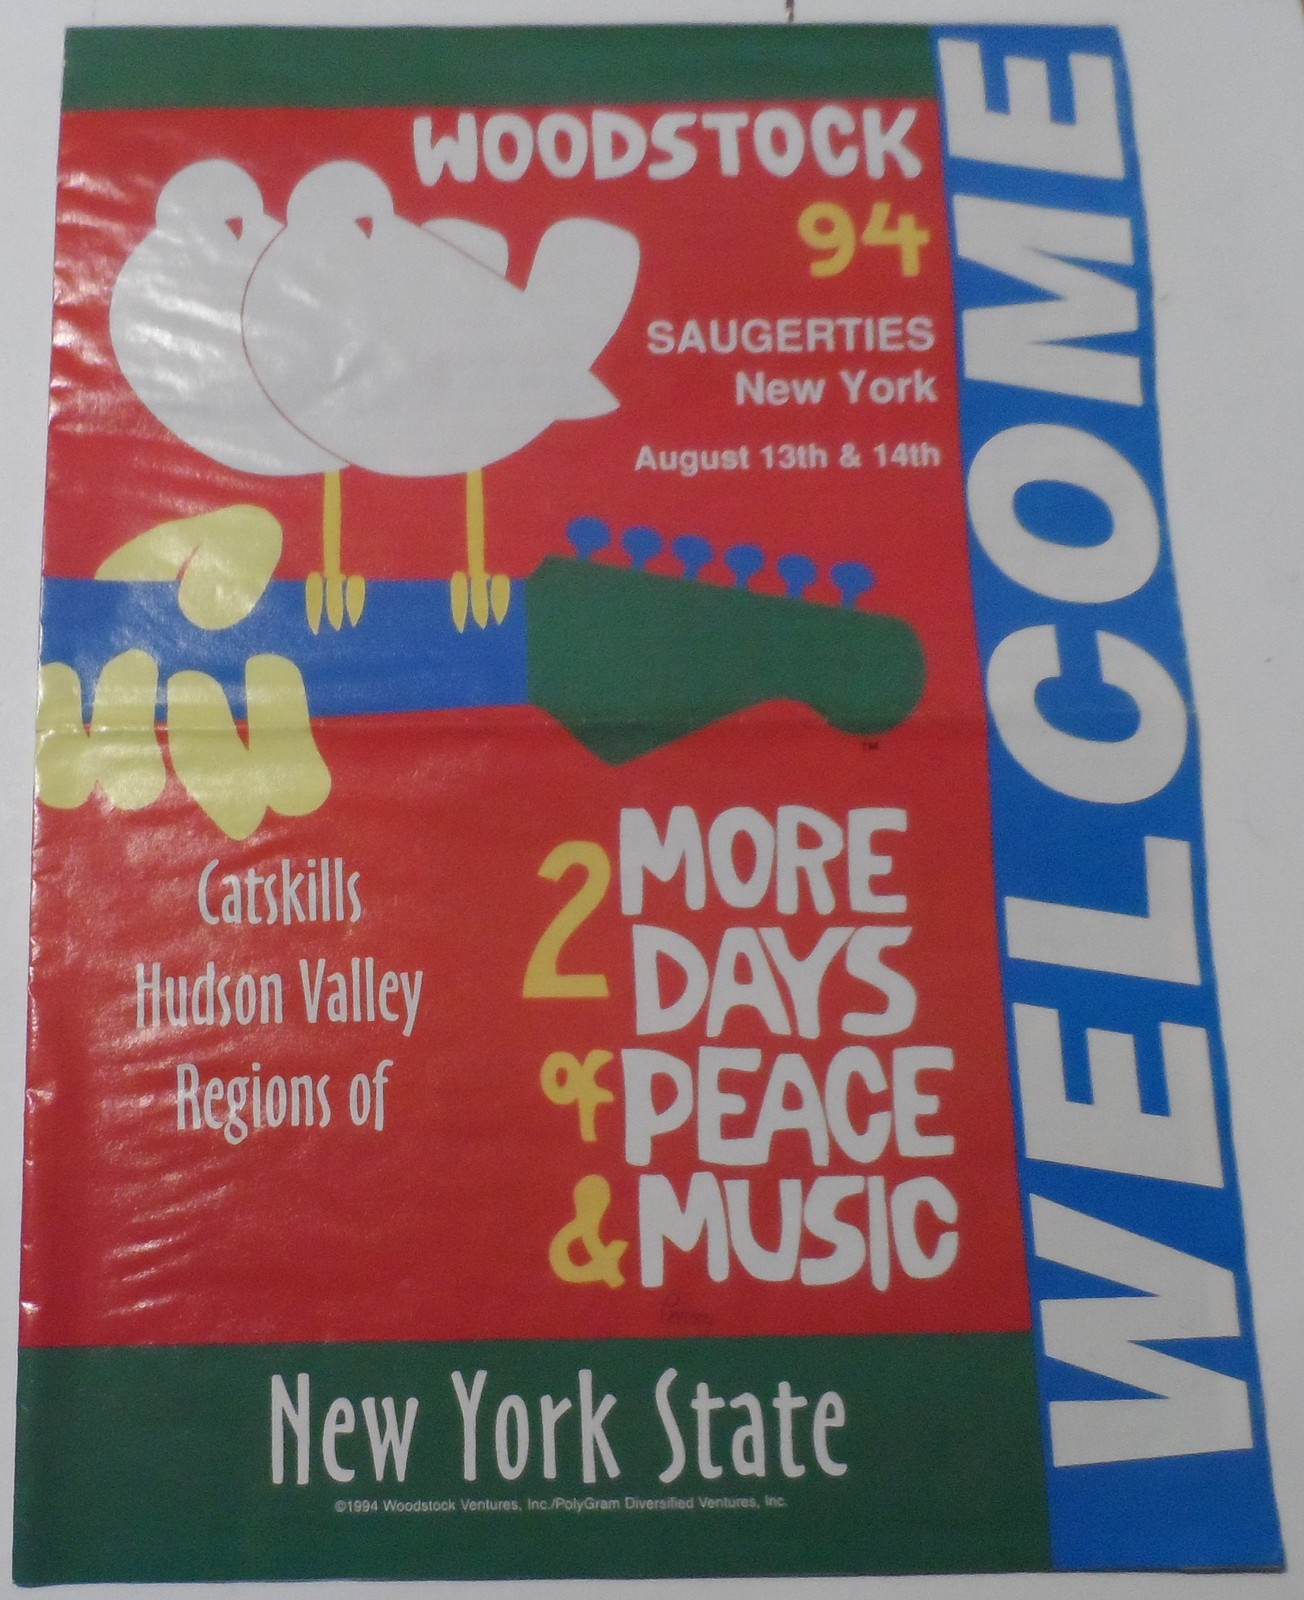 WOODSTOCK
94
SAUGERTIES
New York
August 13th & 14th
TM
2 MORE
DAYS
of PEACE
& MUSIC
Catskills
Hudson Valley
Regions of
New York State
©1994 Woodstock Ventures, Inc./PolyGram Diversified Ventures, Inc.
WELCOME